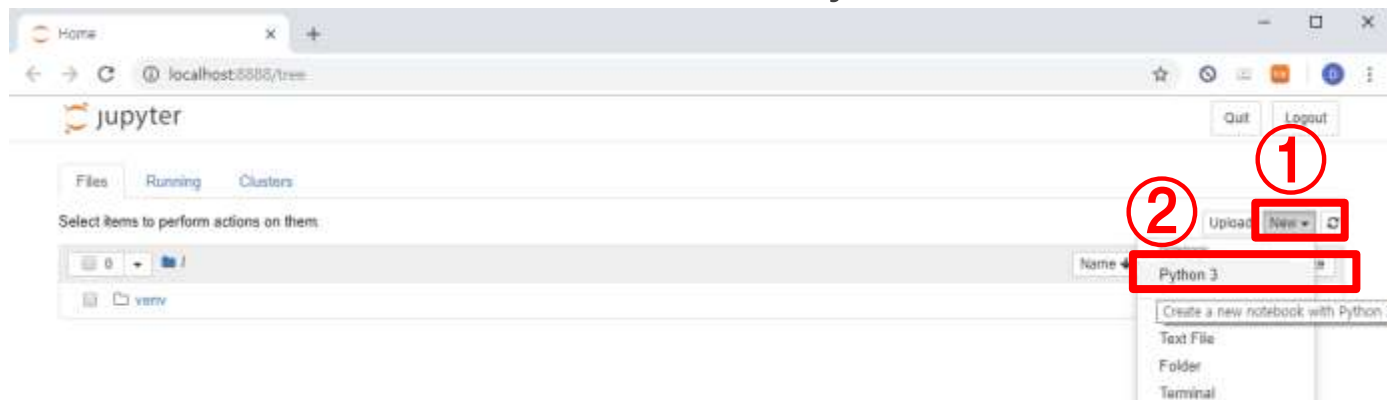 Home
localhost:8888/tree
jupyter
Quit Logout
①
Files Running Clusters
②
Select items to perform actions on them.
Upload New
0 /
Name
Python 3
venv
Create a new notebook with Python
Text File
Folder
Terminal